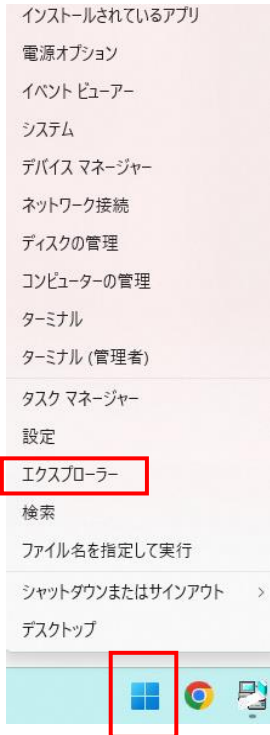 インストールされているアプリ
電源オプション
イベント ビューアー
システム
デバイス マネージャー
ネットワーク接続
ディスクの管理
コンピューターの管理
ターミナル
ターミナル (管理者)
タスク マネージャー
設定
エクスプローラー
検索
ファイル名を指定して実行
シャットダウンまたはサインアウト
デスクトップ